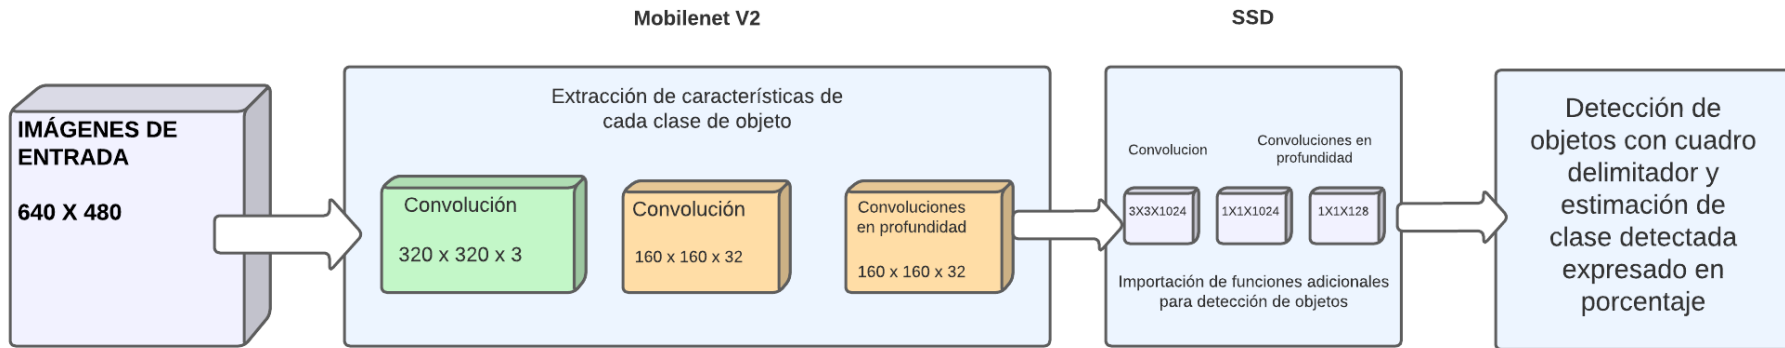 Mobilenet V2
SSD
IMÁGENES DE
ENTRADA
640 X 480
Extracción de características de
cada clase de objeto
Convolución
320 x 320 x 3
Convolución
160 x 160 x 32
Convoluciones
en profundidad
160 x 160 x 32
Convolucion
Convoluciones en
profundidad
3X3X1024
1X1X1024
1X1X128
Importación de funciones adicionales
para detección de objetos
Detección de
objetos con cuadro
delimitador y
estimación de
clase detectada
expresado en
porcentaje